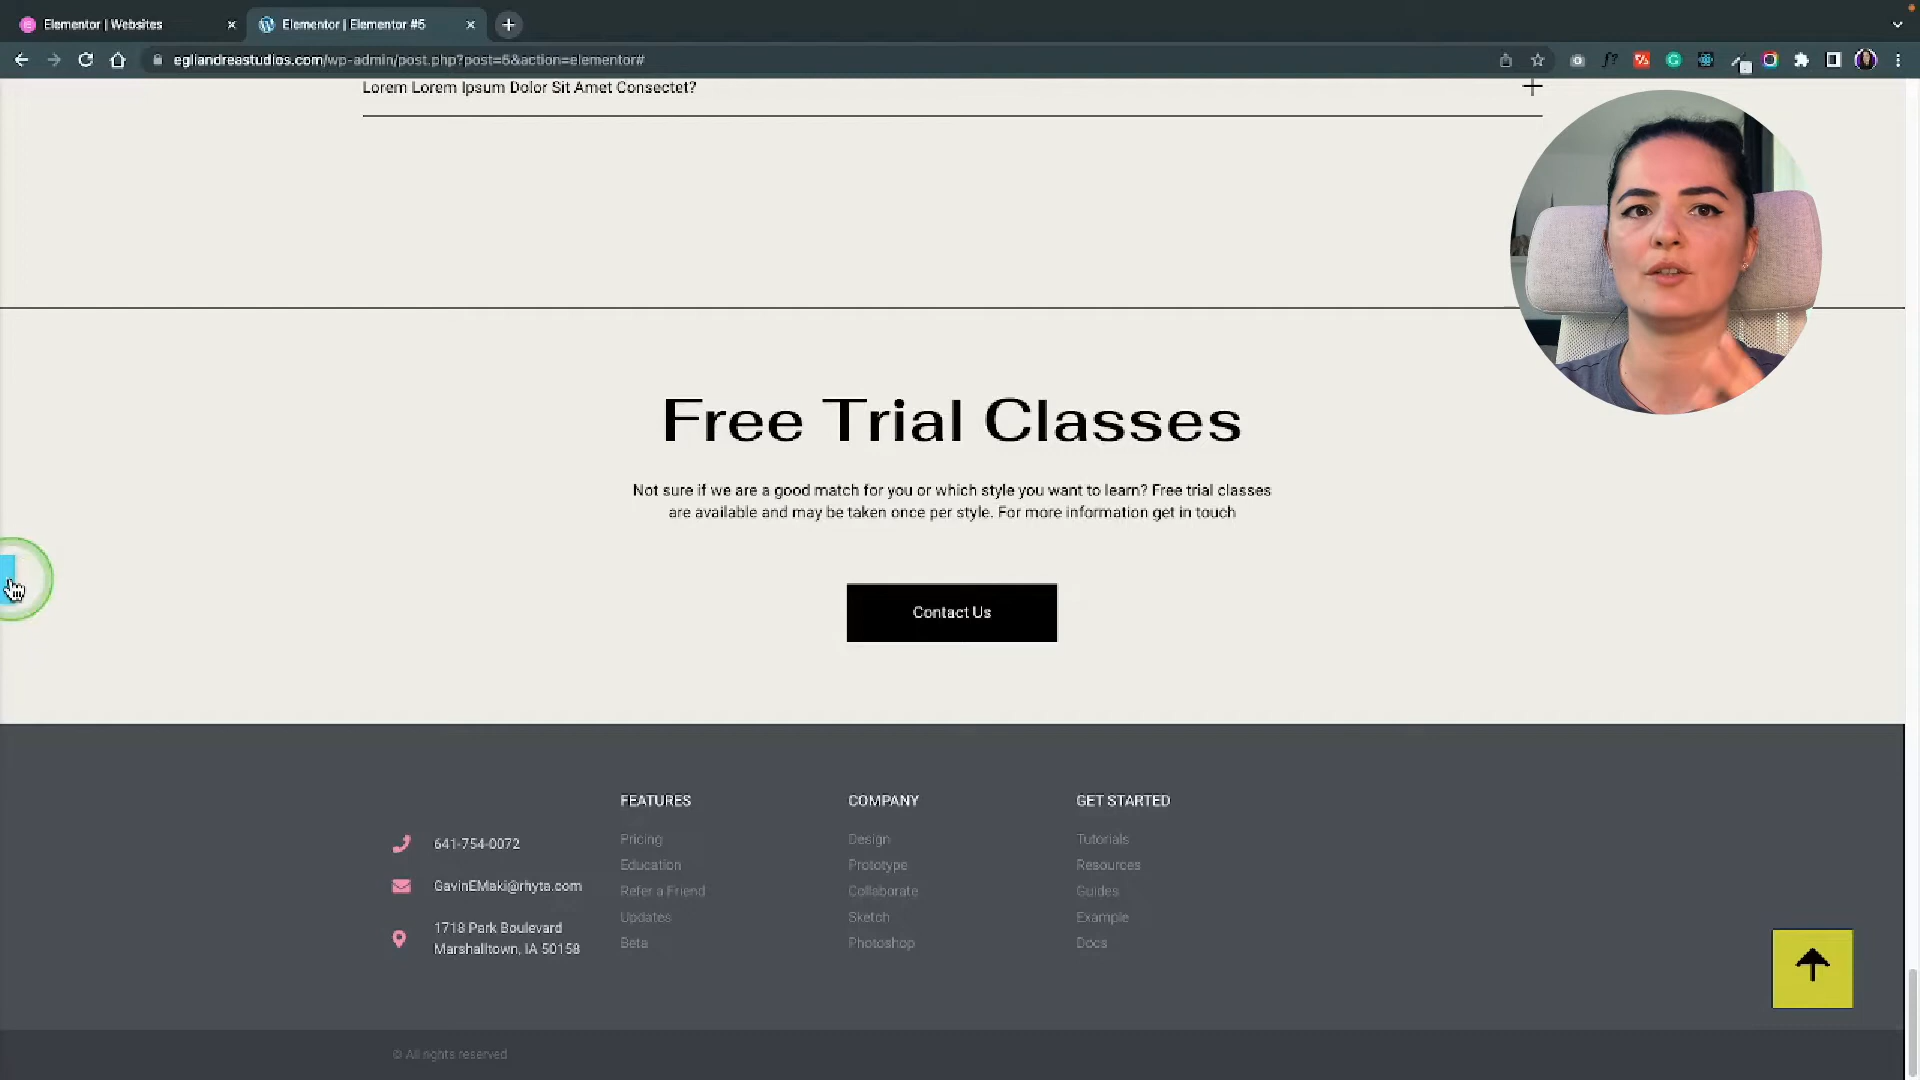 Elementor | Websites
Elementor | Elementor #5
egliandreastudios.com/wp-admin/post.php?post=5&action=elementor#
Lorem Lorem Ipsum Dolor Sit Amet Consectet?
Free Trial Classes
Not sure if we are a good match for you or which style you want to learn? Free trial classes
are available and may be taken once per style. For more information get in touch
Contact Us
641-754-0072
GavinEMaki@rhyta.com
1718 Park Boulevard
Marshalltown, IA 50158
FEATURES
Pricing
Education
Refer a Friend
Updates
Beta
COMPANY
Design
Prototype
Collaborate
Sketch
Photoshop
GET STARTED
Tutorials
Resources
Guides
Example
Docs
© All rights reserved